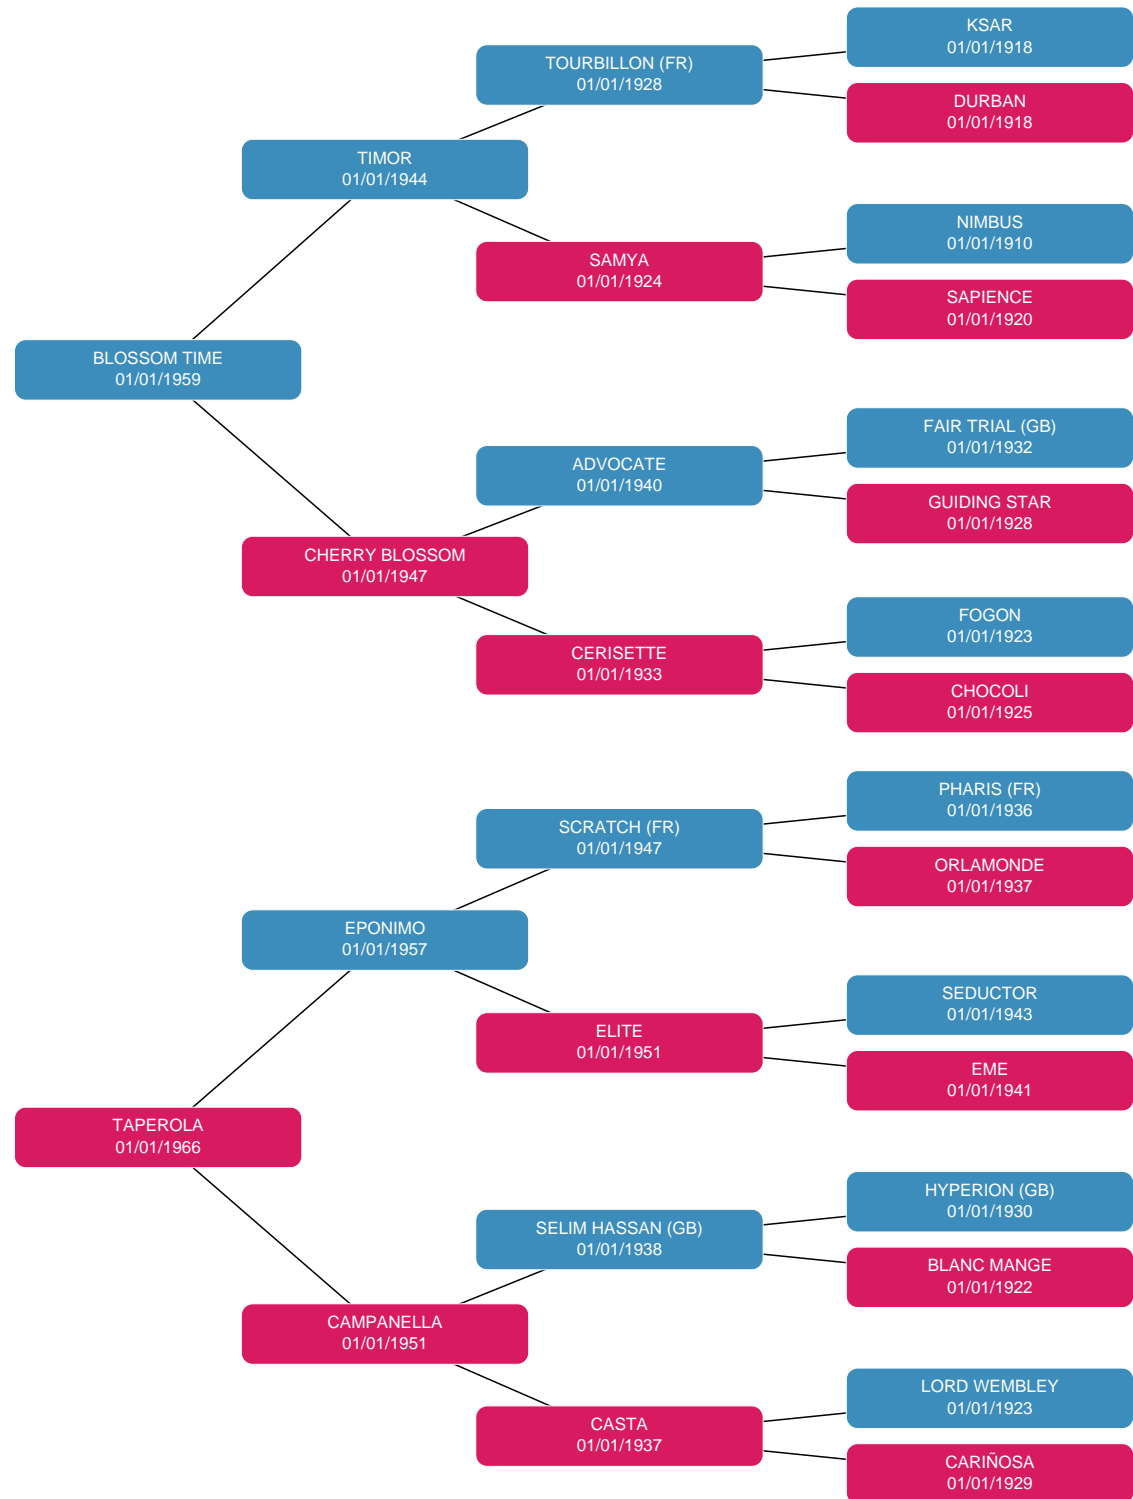 KSAR
01/01/1918
TOURBILLON (FR)
01/01/1928
DURBAN
01/01/1918
TIMOR
01/01/1944
NIMBUS
01/01/1910
SAMYA
01/01/1924
SAPIENCE
01/01/1920
BLOSSOM TIME
01/01/1959
FAIR TRIAL (GB)
01/01/1932
ADVOCATE
01/01/1940
GUIDING STAR
01/01/1928
CHERRY BLOSSOM
01/01/1947
FOGON
01/01/1923
CERISETTE
01/01/1933
CHOCOLI
01/01/1925
PHARIS (FR)
01/01/1936
SCRATCH (FR)
01/01/1947
ORLAMONDE
01/01/1937
EPONIMO
01/01/1957
SEDUCTOR
01/01/1943
ELITE
01/01/1951
EME
01/01/1941
TAPEROLA
01/01/1966
HYPERION (GB)
01/01/1930
SELIM HASSAN (GB)
01/01/1938
BLANC MANGE
01/01/1922
CAMPANELLA
01/01/1951
LORD WEMBLEY
01/01/1923
CASTA
01/01/1937
CARIÑOSA
01/01/1929